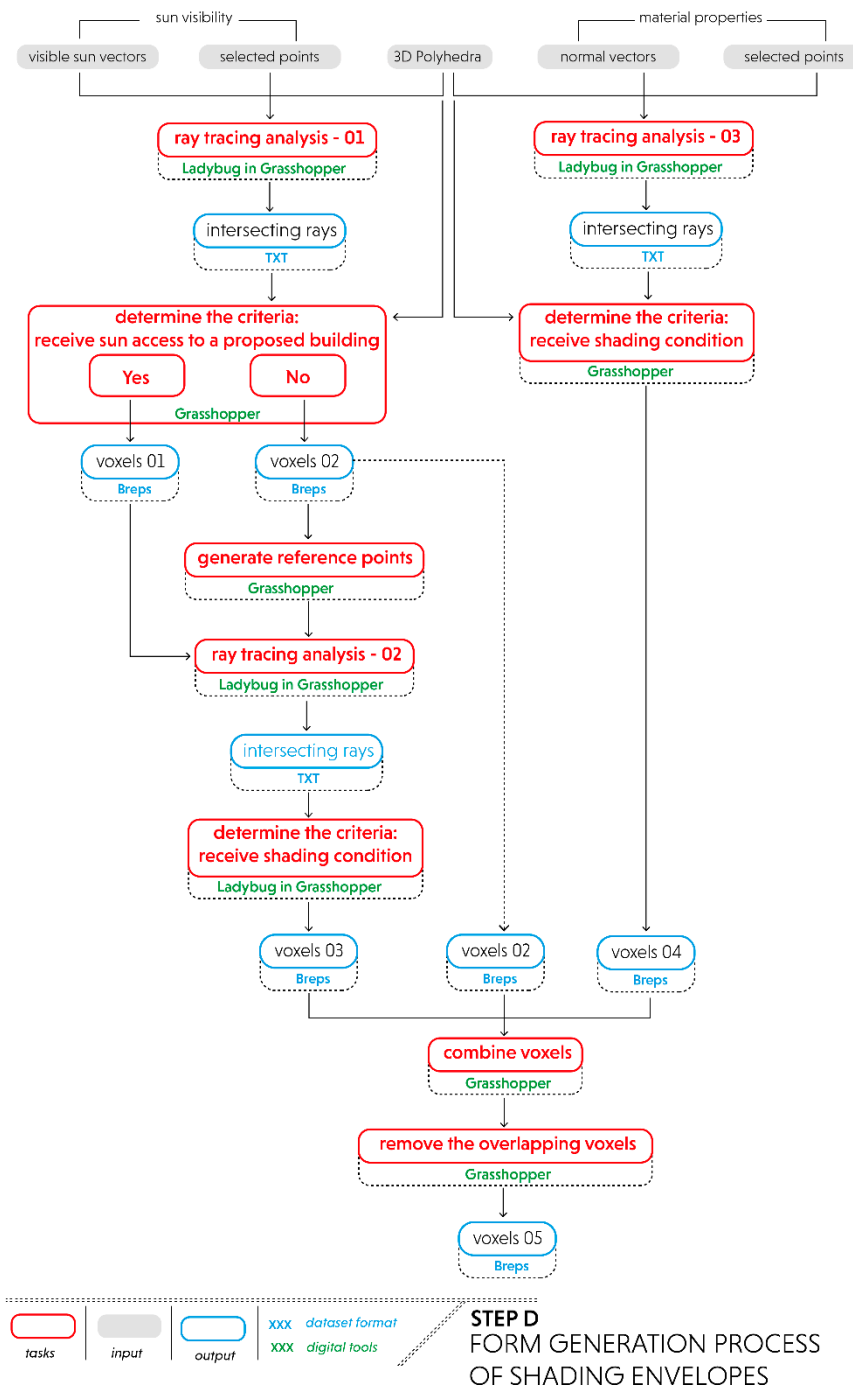 sun visibility
material properties
visible sun vectors
selected points
3D Polyhedra
normal vectors
selected points
ray tracing analysis - 01
Ladybug in Grasshopper
ray tracing analysis - 03
Ladybug in Grasshopper
intersecting rays
TXT
intersecting rays
TXT
determine the criteria:
receive sun access to a proposed building
Yes
No
Grasshopper
determine the criteria:
receive shading condition
Grasshopper
voxels 01
Breps
voxels 02
Breps
generate reference points
Grasshopper
ray tracing analysis - 02
Ladybug in Grasshopper
intersecting rays
TXT
determine the criteria:
receive shading condition
Ladybug in Grasshopper
voxels 03
Breps
voxels 02
Breps
voxels 04
Breps
combine voxels
Grasshopper
remove the overlapping voxels
Grasshopper
voxels 05
Breps
tasks
input
output
XXX dataset format
XXX digital tools
STEP D
FORM GENERATION PROCESS
OF SHADING ENVELOPES